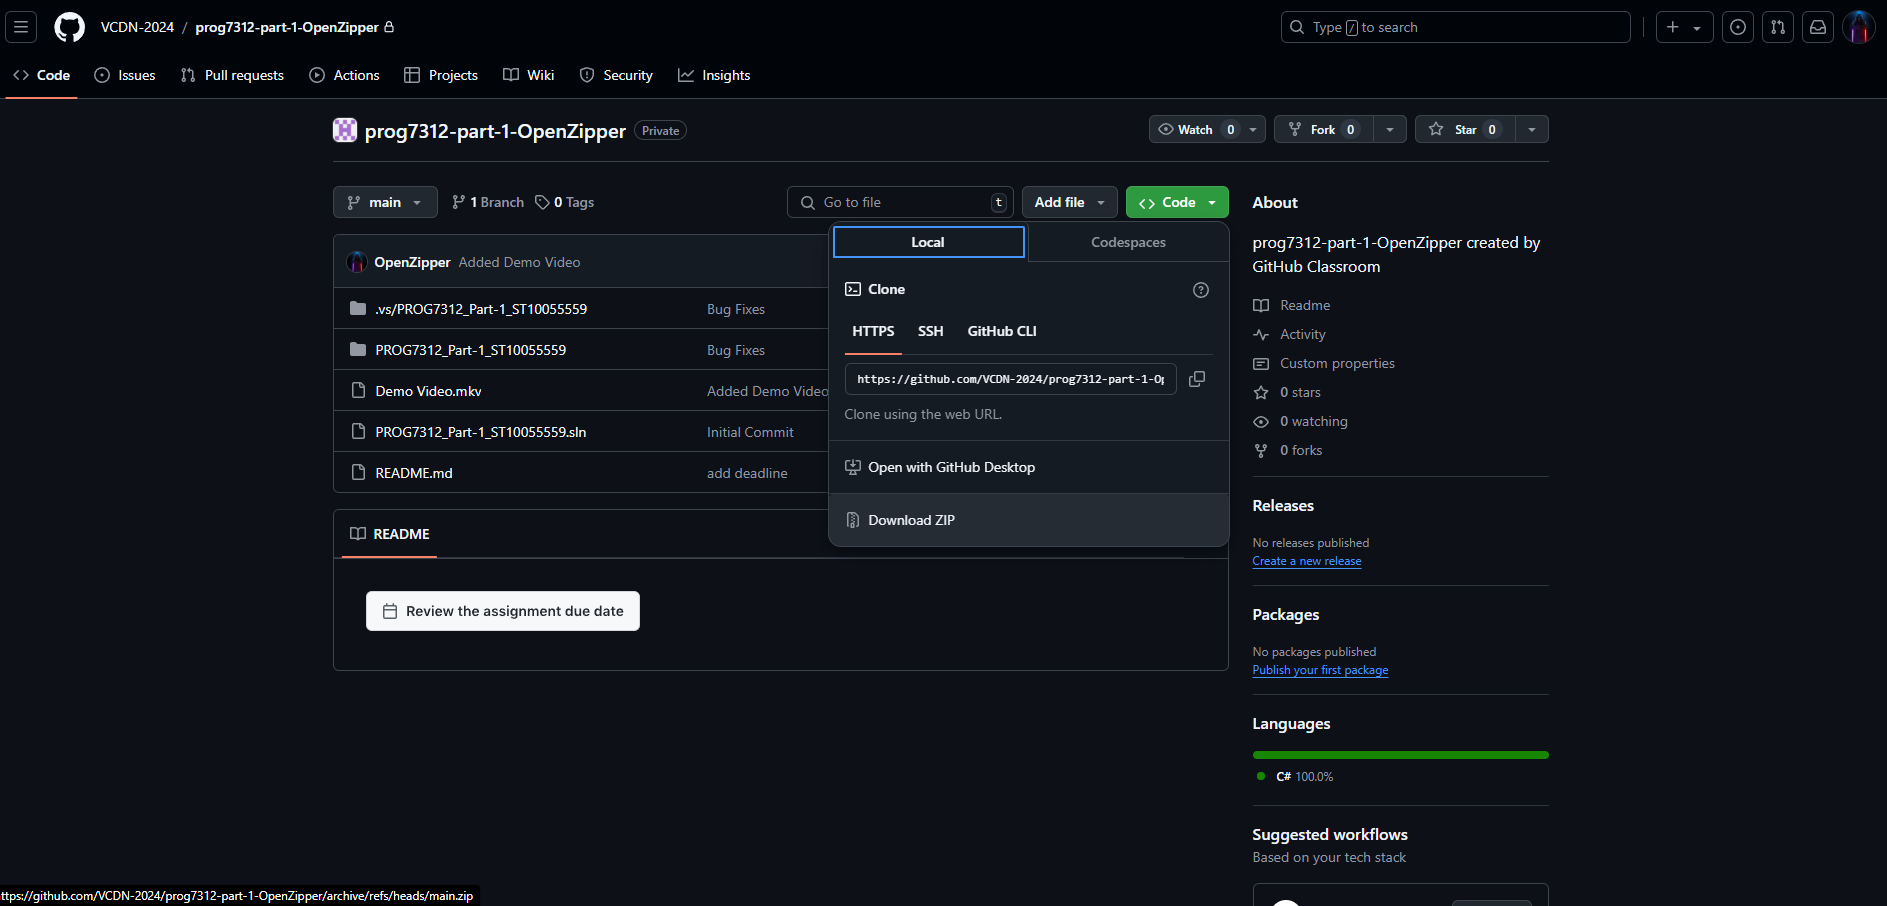 VCDN-2024 / prog7312-part-1-OpenZipper
Type / to search
Code Issues Pull requests Actions Projects Wiki Security Insights
prog7312-part-1-OpenZipper Private
Watch 0 Fork 0 Star 0
main 1 Branch 0 Tags
Go to file t Add file Code
OpenZipper Added Demo Video
.vs/PROG7312_Part-1_ST10055559 Bug Fixes
PROG7312_Part-1_ST10055559 Bug Fixes
Demo Video.mkv Added Demo Video
PROG7312_Part-1_ST10055559.sln Initial Commit
README.md add deadline
Local Codespaces
Clone
HTTPS SSH GitHub CLI
https://github.com/VCDN-2024/prog7312-part-1-Op
Clone using the web URL.
Open with GitHub Desktop
Download ZIP
README
Review the assignment due date
About
prog7312-part-1-OpenZipper created by
GitHub Classroom
Readme
Activity
Custom properties
0 stars
0 watching
0 forks
Releases
No releases published
Create a new release
Packages
No packages published
Publish your first package
Languages
C# 100.0%
Suggested workflows
Based on your tech stack
ttps://github.com/VCDN-2024/prog7312-part-1-OpenZipper/archive/refs/heads/main.zip